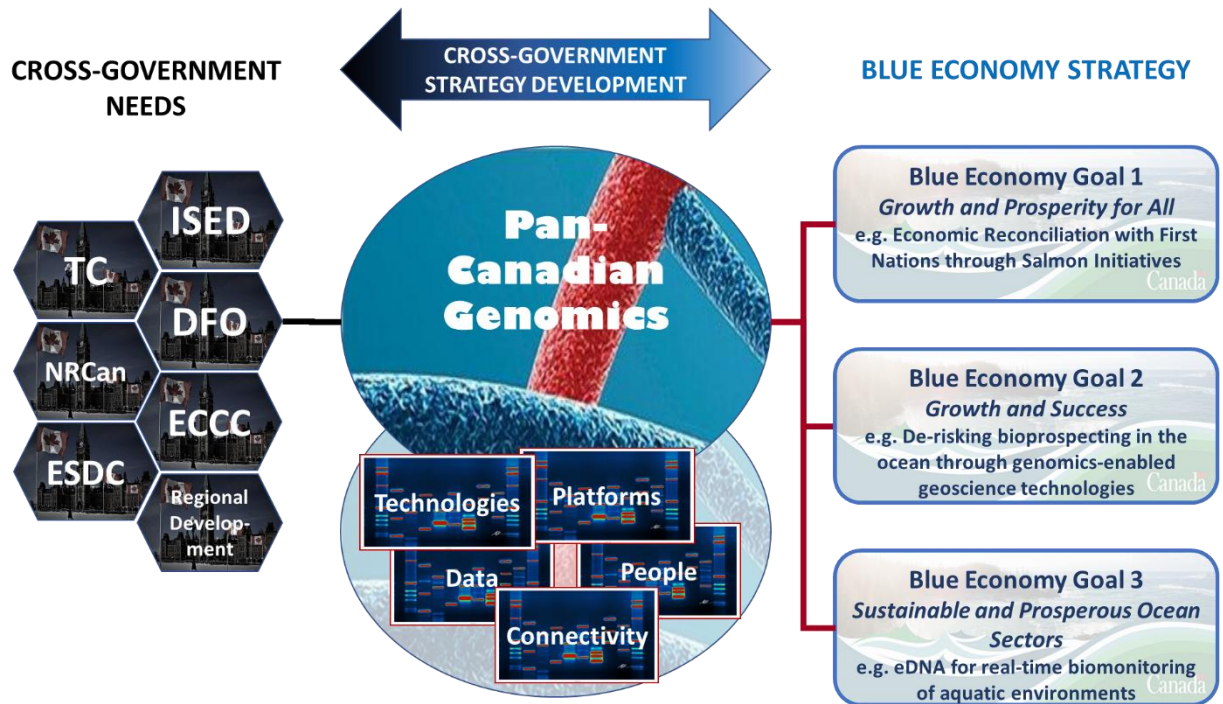 CROSS-GOVERNMENT
NEEDS
CROSS-GOVERNMENT
STRATEGY DEVELOPMENT
BLUE ECONOMY STRATEGY
ISED
TC
DFO
NRCan
ECCC
ESDC
Regional
Develop-
ment
Pan-
Canadian
Genomics
Technologies
Platforms
Data
People
Connectivity
Blue Economy Goal 1
Growth and Prosperity for All
e.g. Economic Reconciliation with First
Nations through Salmon Initiatives
Canada
Blue Economy Goal 2
Growth and Success
e.g. De-risking bioprospecting in the
ocean through genomics-enabled
geoscience technologies
Canada
Blue Economy Goal 3
Sustainable and Prosperous Ocean
Sectors
e.g. eDNA for real-time biomonitoring
of aquatic environments
Canada